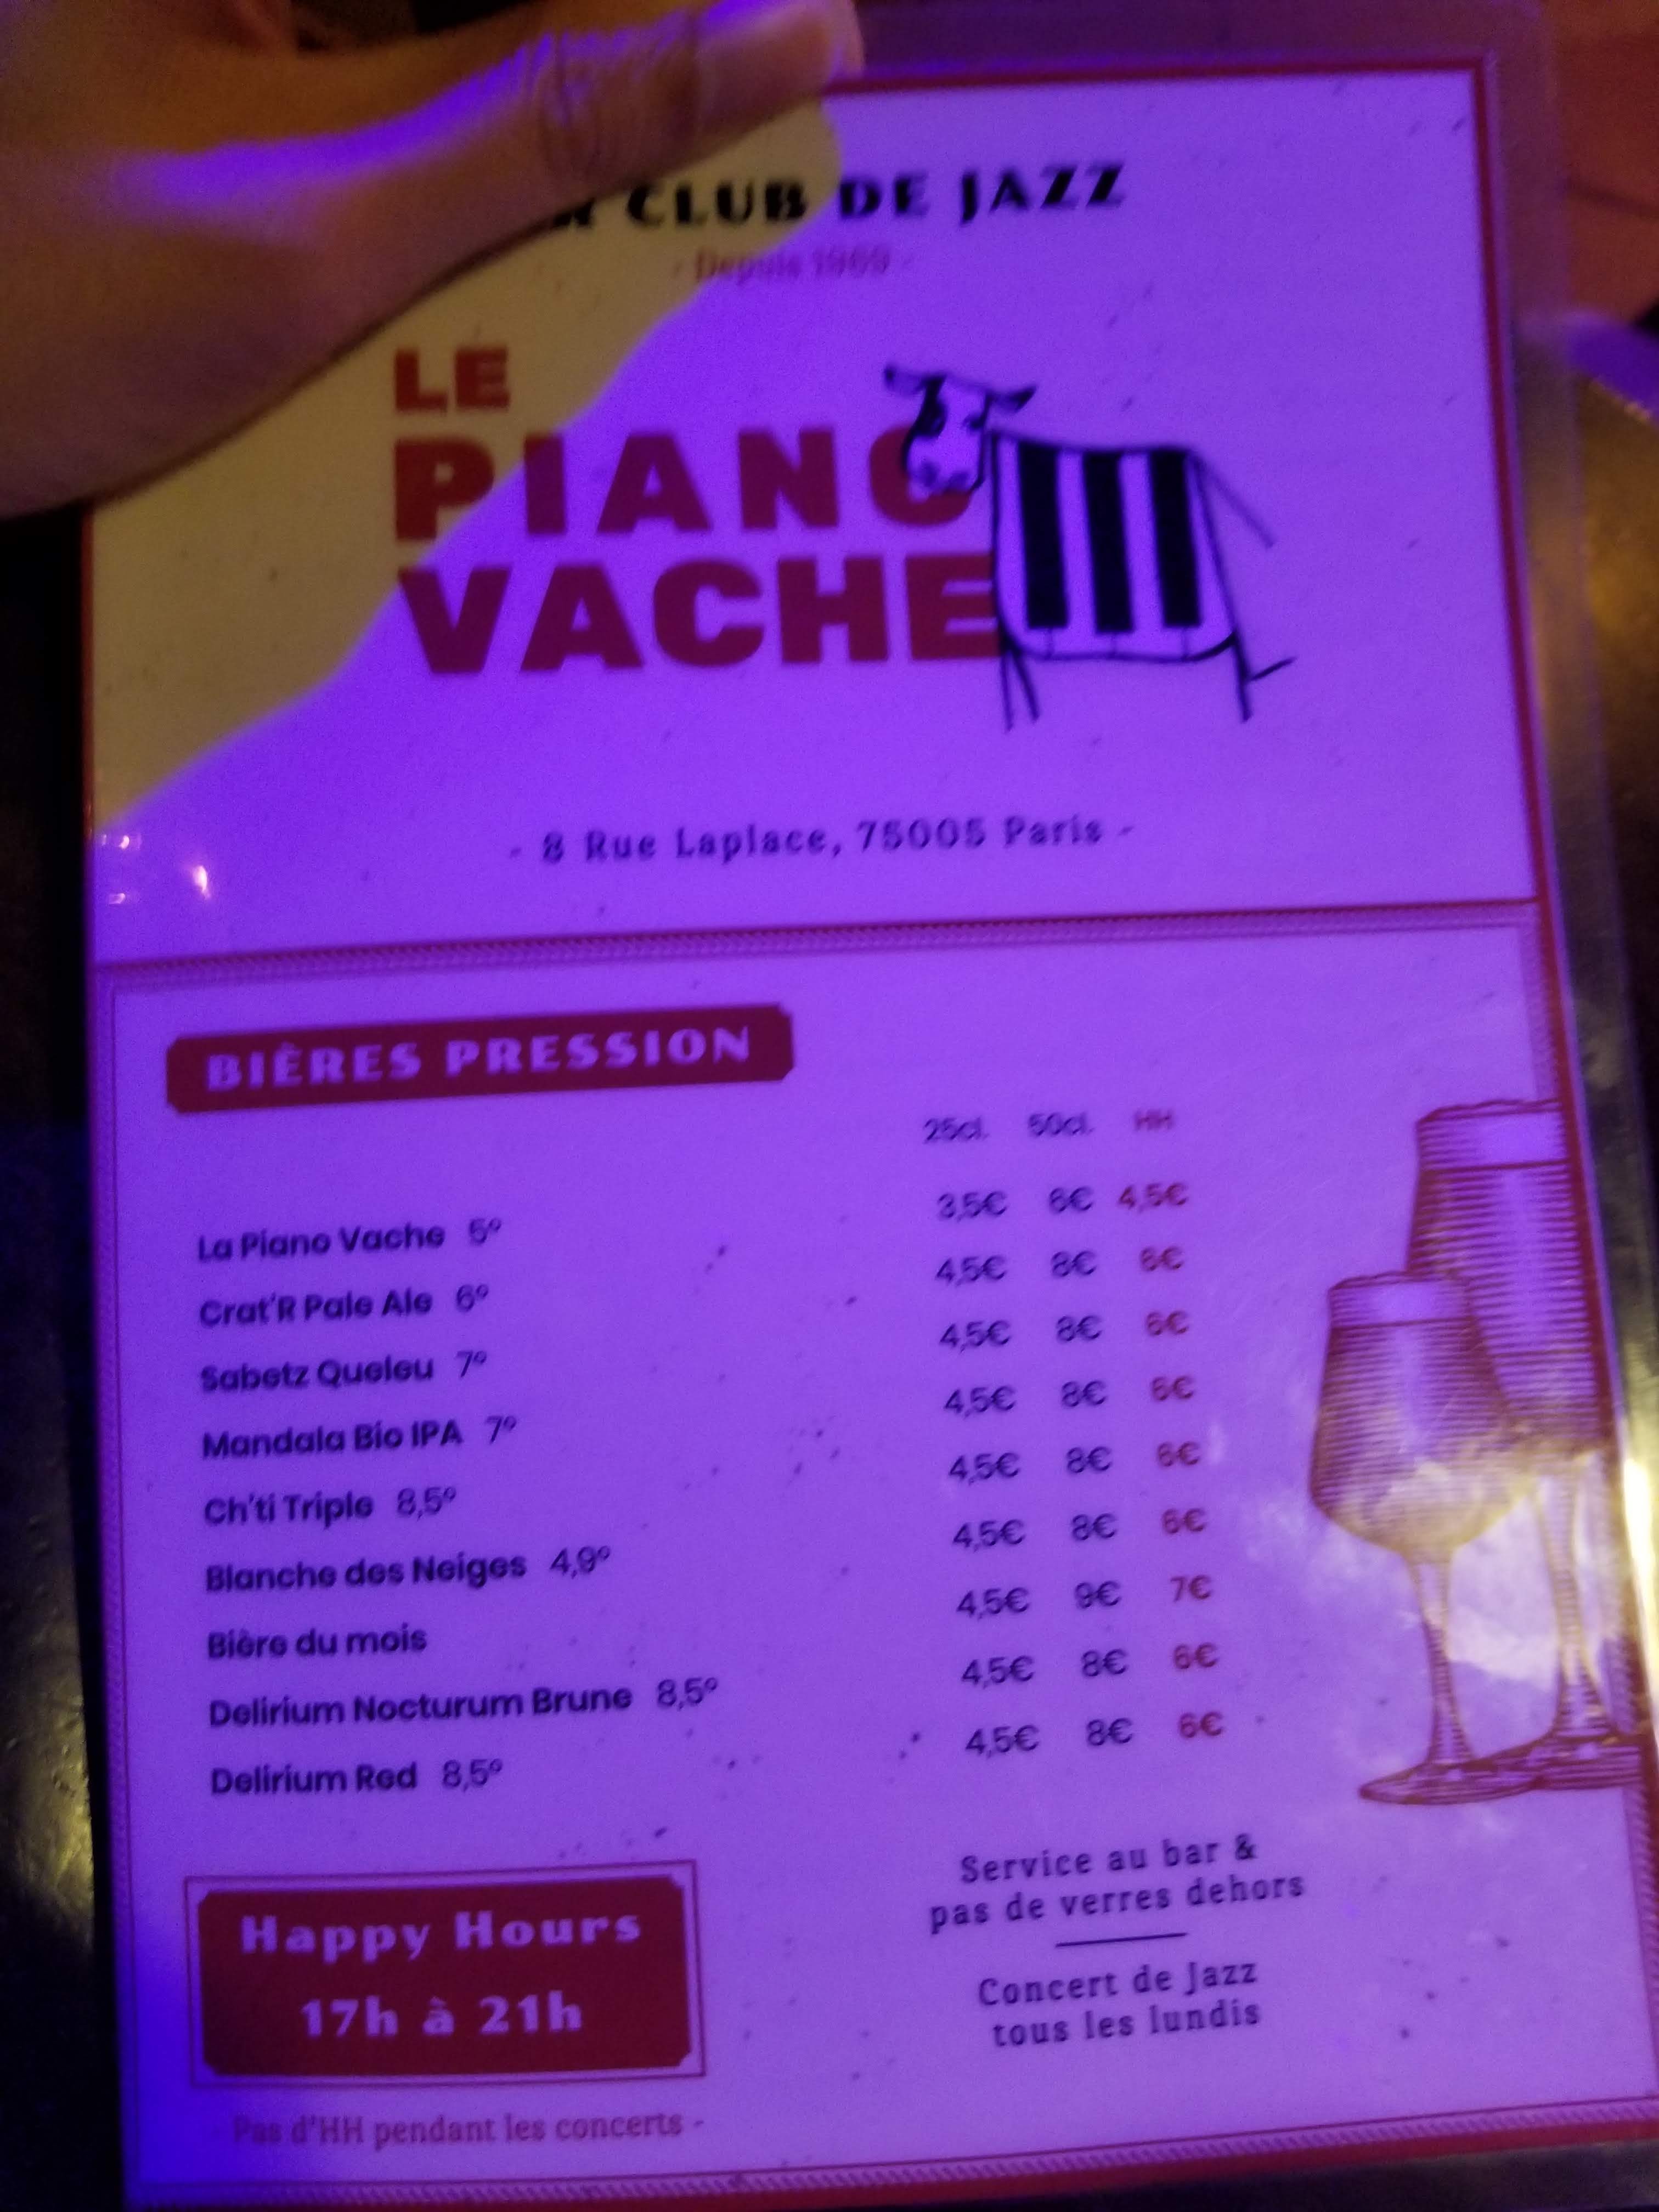 CLUB DE JAZZ
- Depuis 1969 -
LE
PIANO
VACHE
- 8 Rue Laplace, 75005 Paris -
BIÈRES PRESSION
25cl. 50cl. HH
La Piano Vache 5° 3,5€ 6€ 4,5€
Crat'R Pale Ale 6° 4,5€ 8€ 6€
Sabetz Queleu 7° 4,5€ 8€ 6€
Mandala Bio IPA 7° 4,5€ 8€ 6€
Ch'ti Triple 8,5° 4,5€ 8€ 6€
Blanche des Neiges 4,9° 4,5€ 8€ 6€
Bière du mois 4,5€ 9€ 7€
Delirium Nocturum Brune 8,5° 4,5€ 8€ 6€
Delirium Red 8,5° 4,5€ 8€ 6€
Service au bar &
pas de verres dehors
Happy Hours
17h à 21h
Concert de Jazz
tous les lundis
- Pas d'HH pendant les concerts -